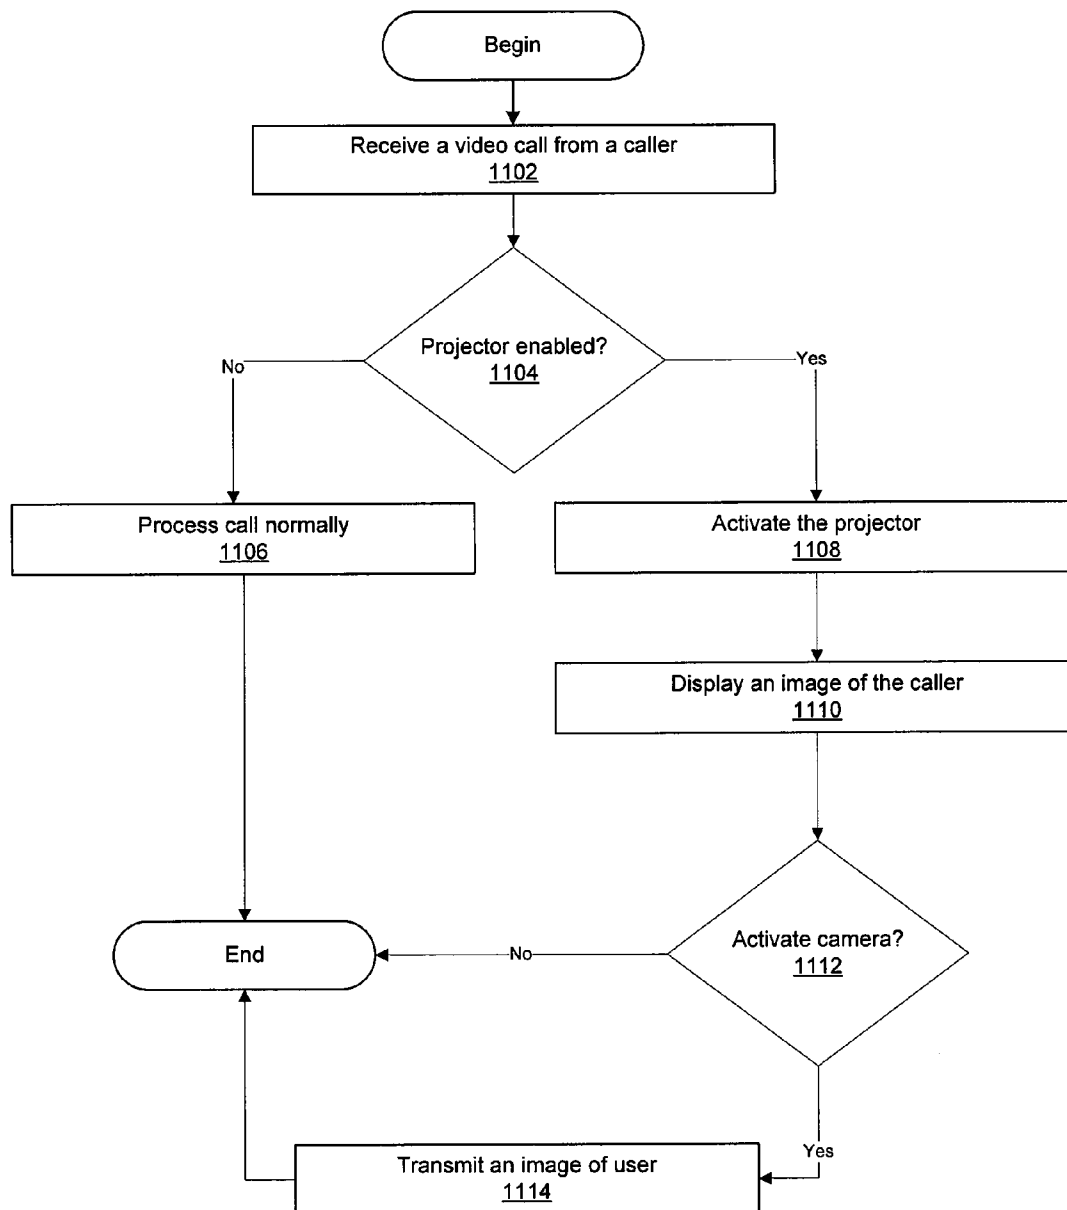 Begin
Receive a video call from a caller
1102
Projector enabled?
1104
No
Yes
Process call normally
1106
Activate the projector
1108
Display an image of the caller
1110
Activate camera?
1112
No
End
Yes
Transmit an image of user
1114